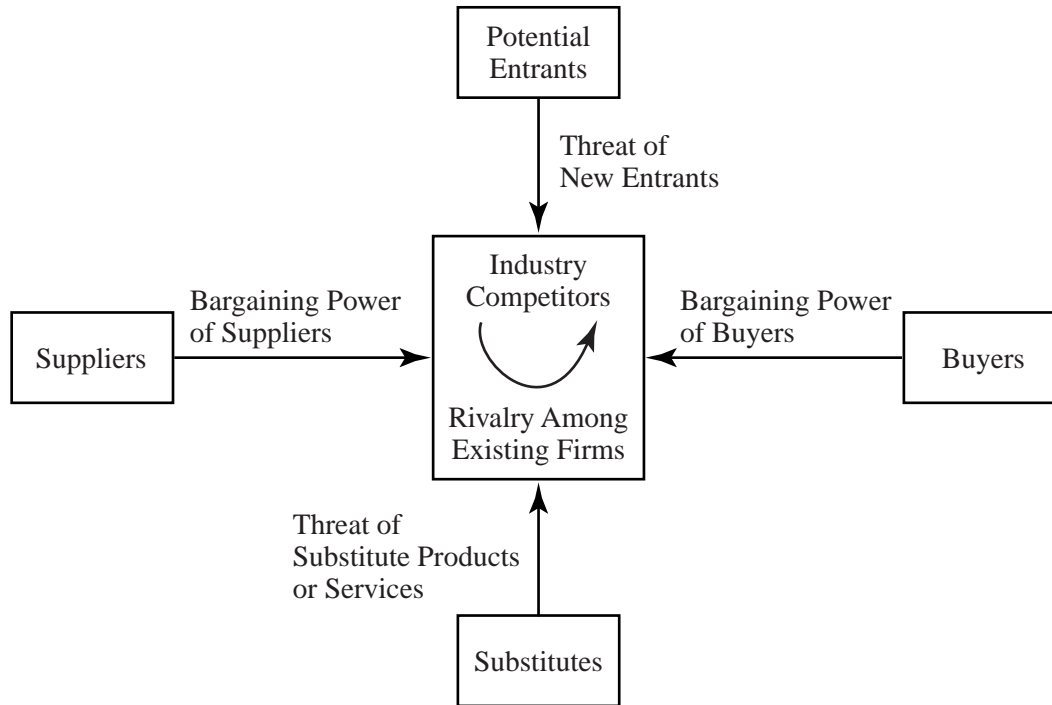 Potential
Entrants
Threat of
New Entrants
Industry
Competitors
Bargaining Power
of Suppliers
Bargaining Power
of Buyers
Suppliers
Buyers
Rivalry Among
Existing Firms
Threat of
Substitute Products
or Services
Substitutes